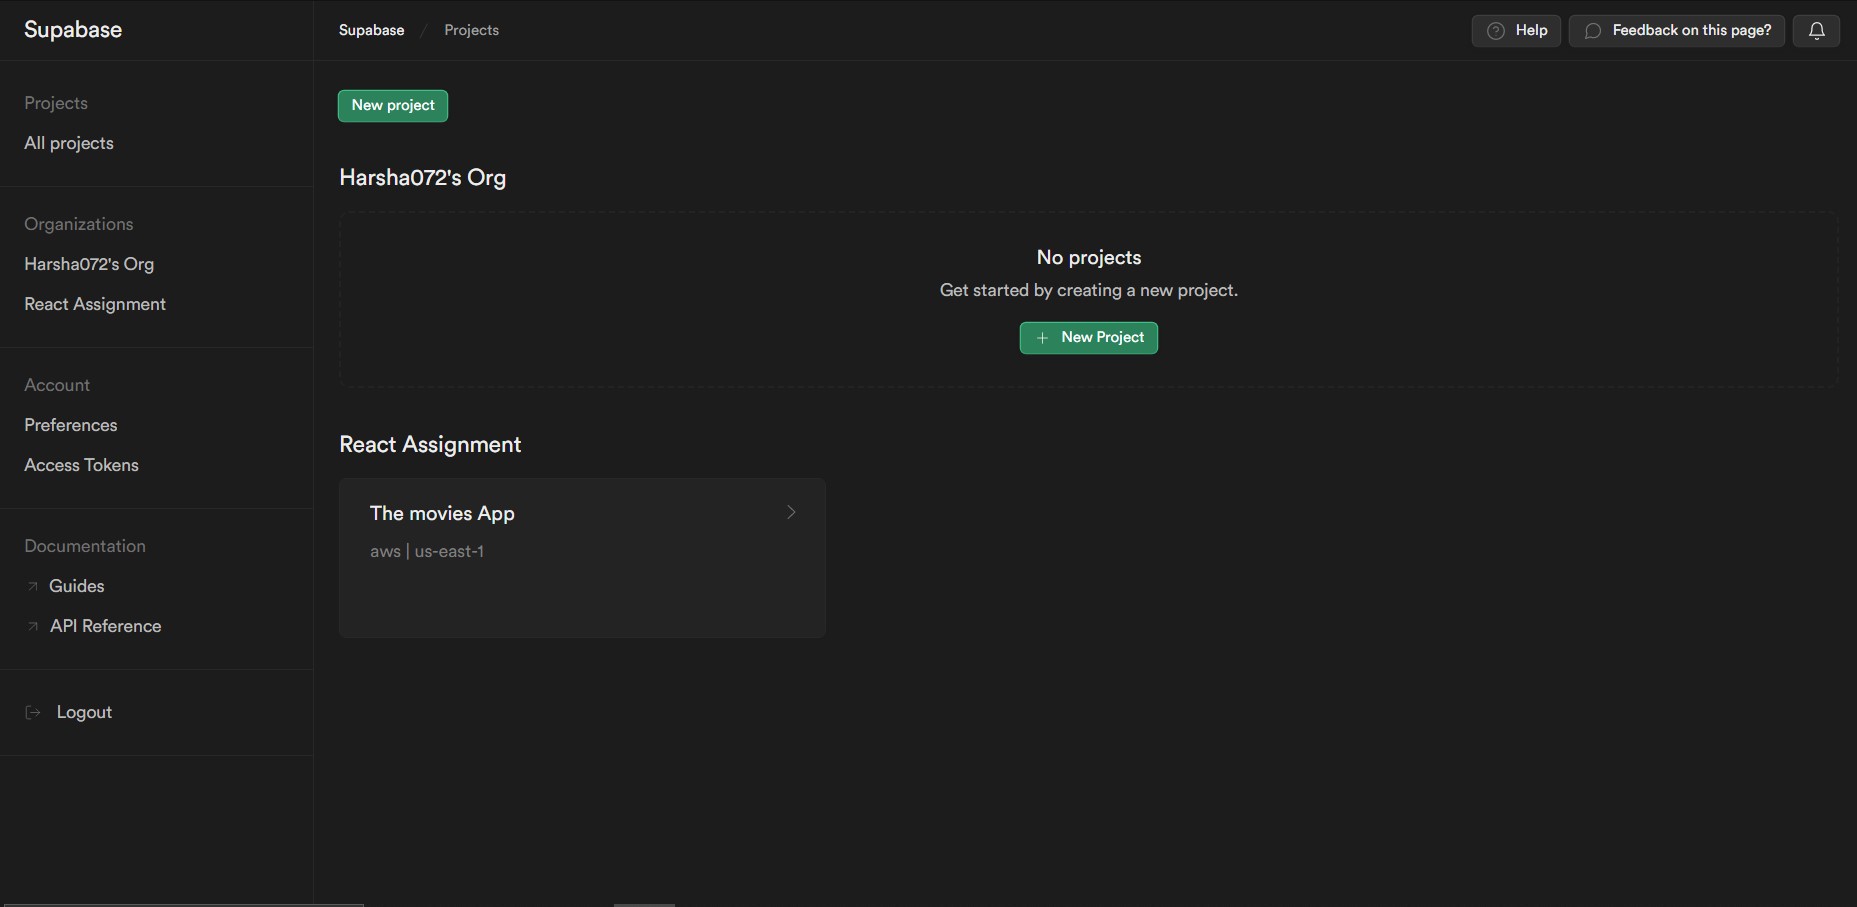 Supabase
Supabase / Projects
Help
Feedback on this page?
Projects
All projects
Organizations
Harsha072's Org
React Assignment
Account
Preferences
Access Tokens
Documentation
Guides
API Reference
Logout
New project
Harsha072's Org
No projects
Get started by creating a new project.
+ New Project
React Assignment
The movies App
aws | us-east-1